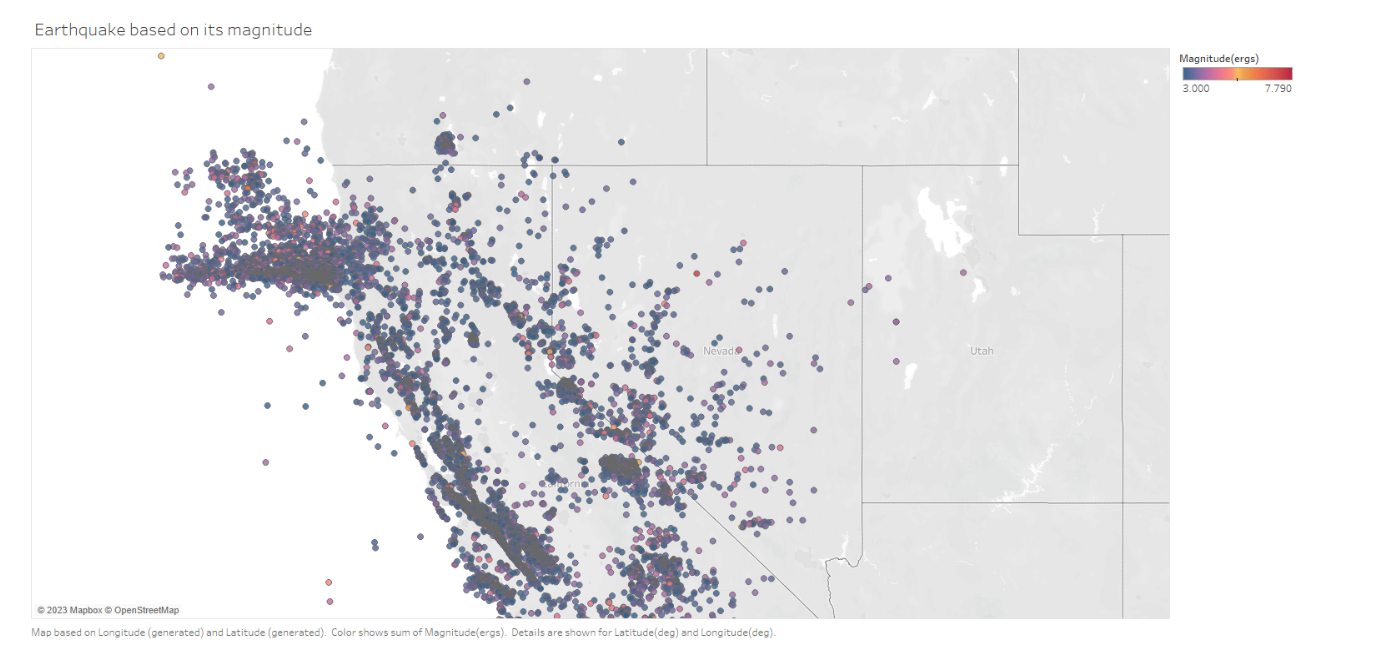 Earthquake based on its magnitude
Magnitude(ergs)
3.000 7.790
Nevada
Utah
© 2023 Mapbox © OpenStreetMap
Map based on Longitude (generated) and Latitude (generated). Color shows sum of Magnitude(ergs). Details are shown for Latitude(deg) and Longitude(deg).